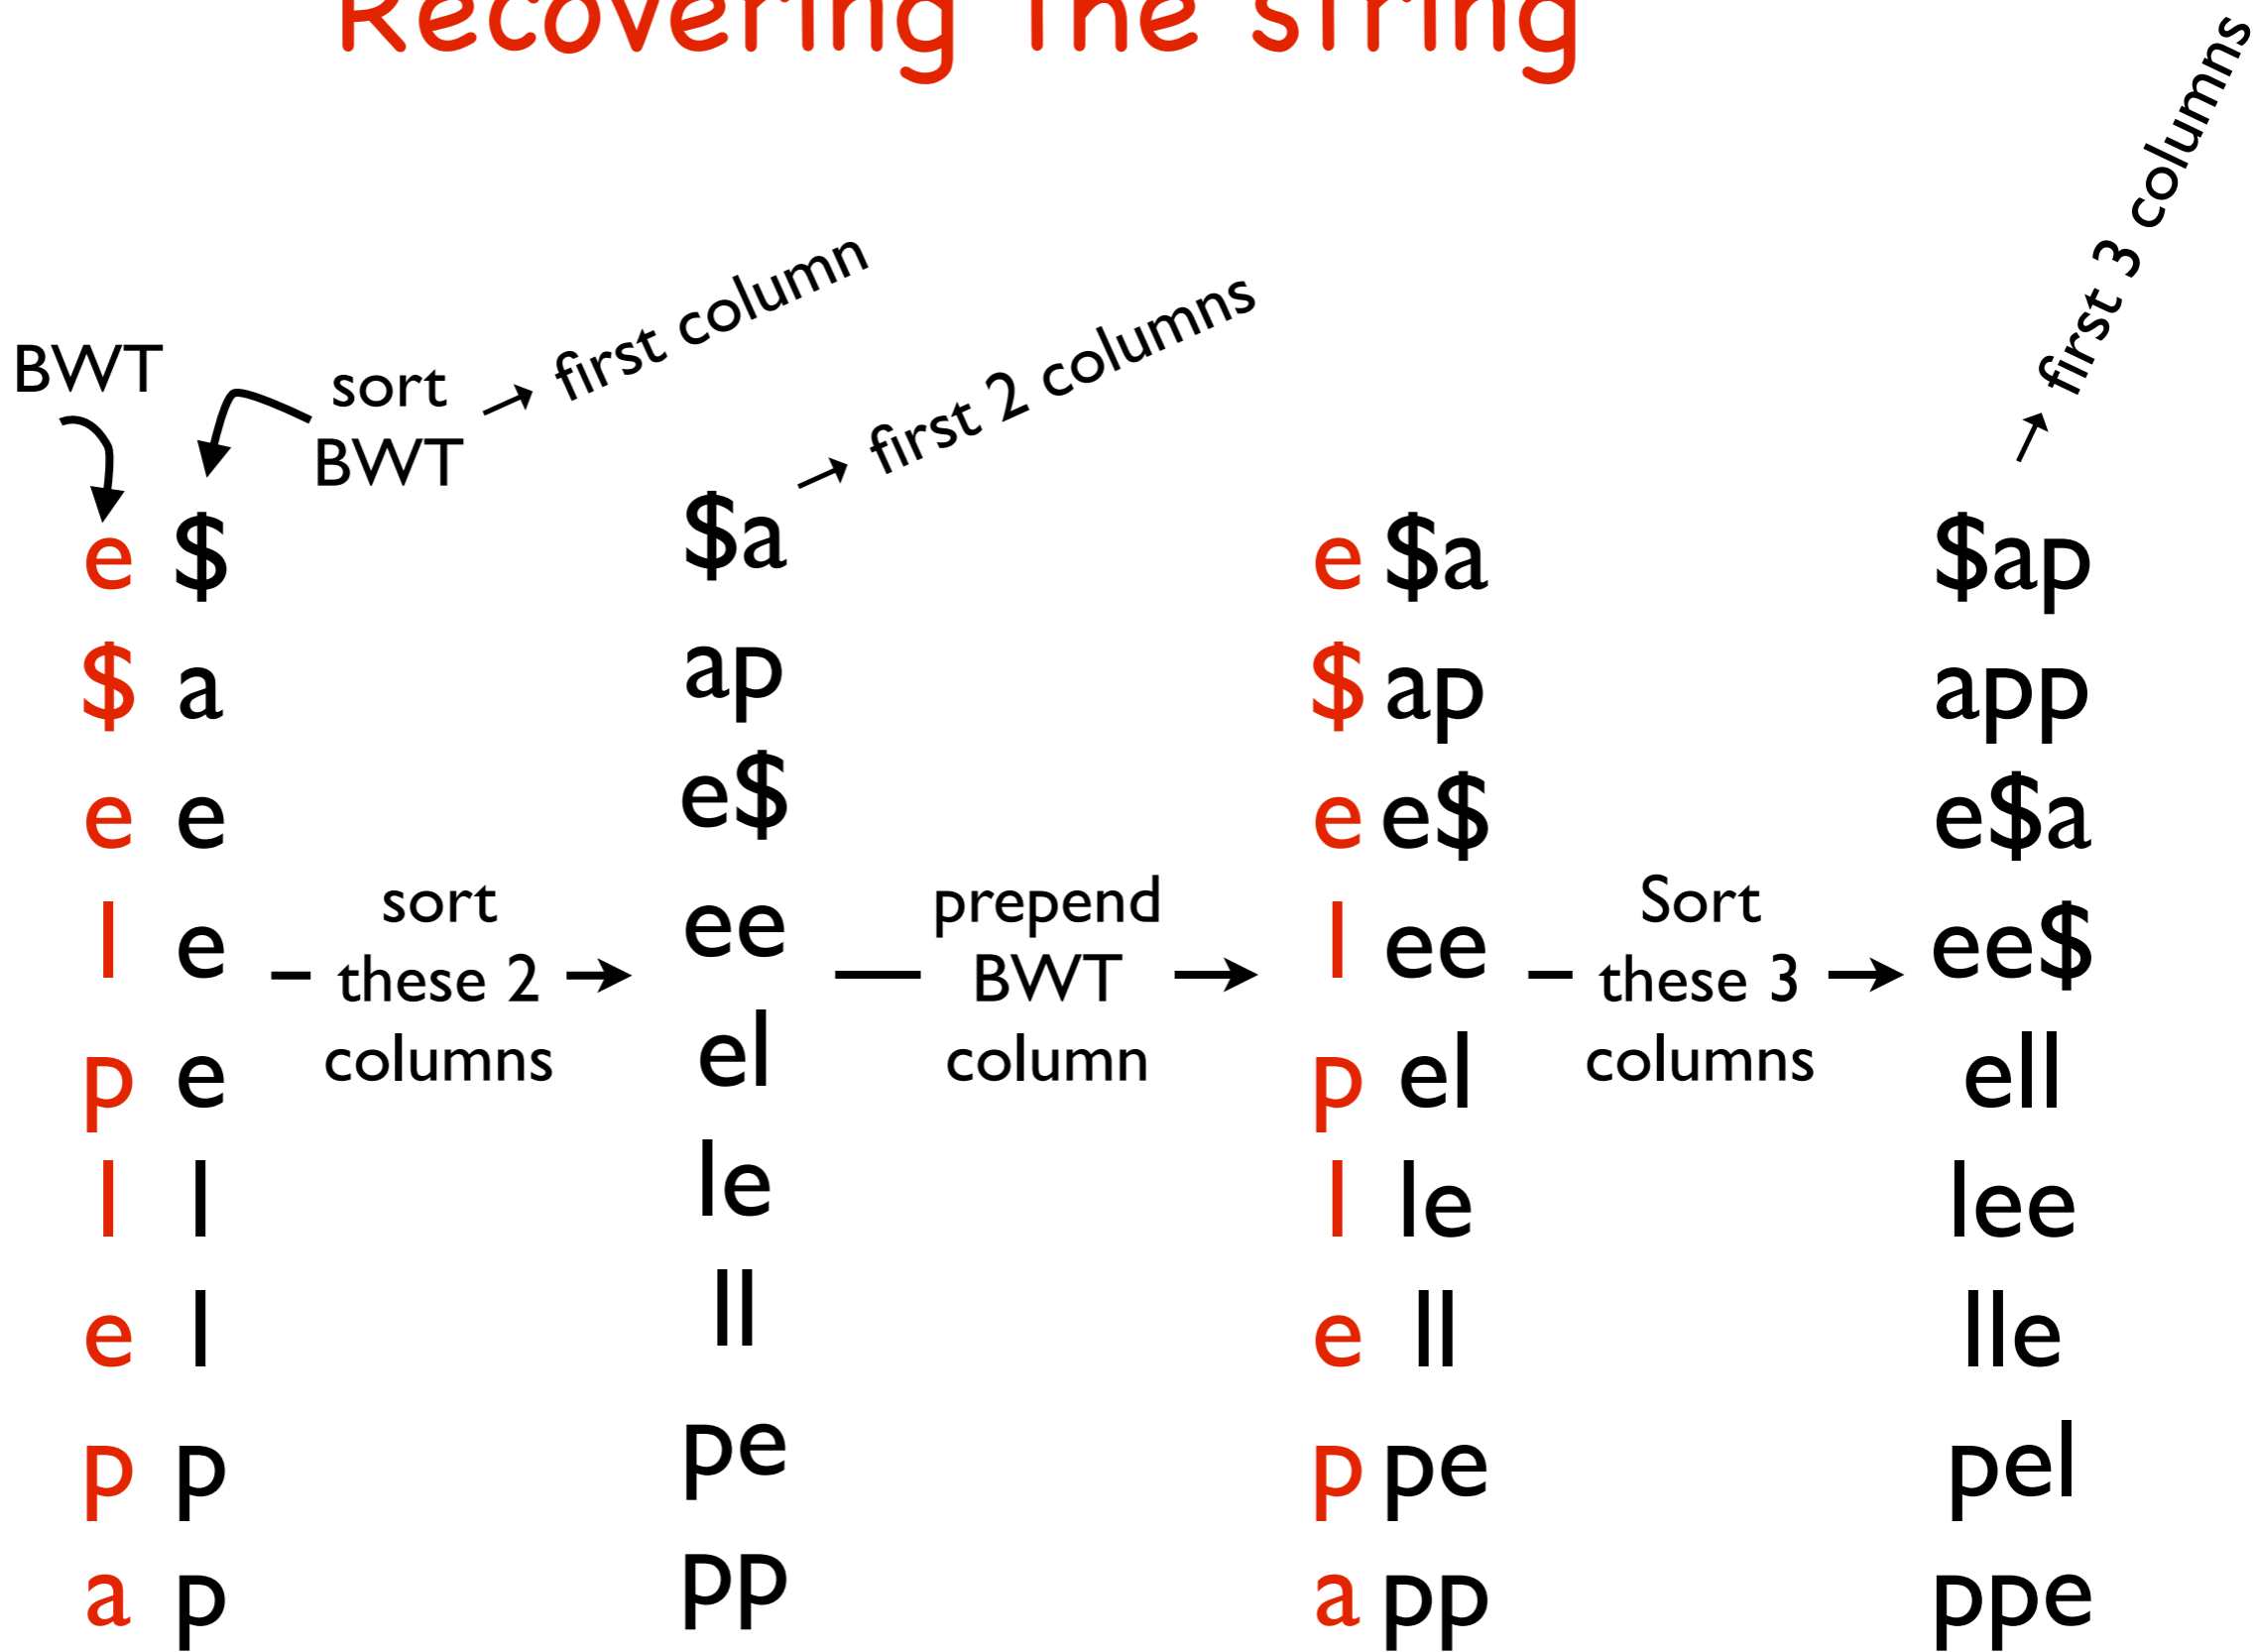 Recovering the string
BWT
sort
BWT
→ first column
→ first 2 columns
→ first 3 columns
e $
$ a
e e
l e
p e
l l
e l
p p
a p
sort
these 2
columns
$a
ap
e$
ee
el
le
ll
pe
pp
prepend
BWT
column
e $a
$ ap
e e$
l ee
p el
l le
e ll
p pe
a pp
Sort
these 3
columns
$ap
app
e$a
ee$
ell
lee
lle
pel
ppe